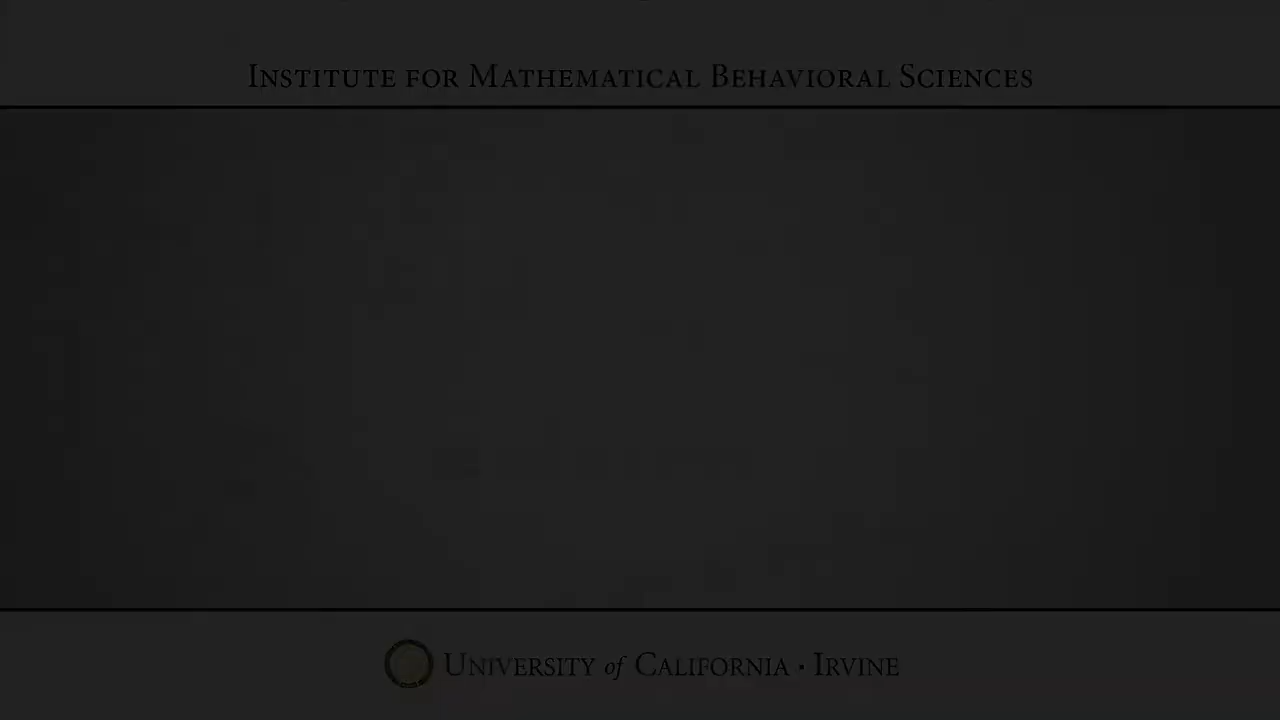 Institute for Mathematical Behavioral Sciences
University of California · Irvine